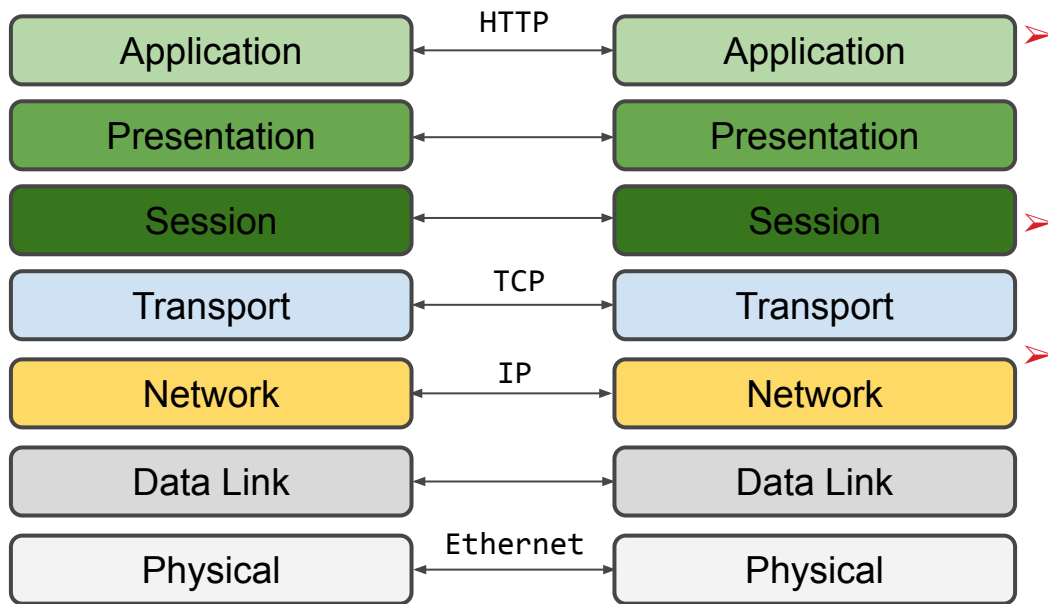 HTTP
Application Application
Presentation Presentation
Session Session
TCP
Transport Transport
IP
Network Network
Data Link Data Link
Ethernet
Physical Physical